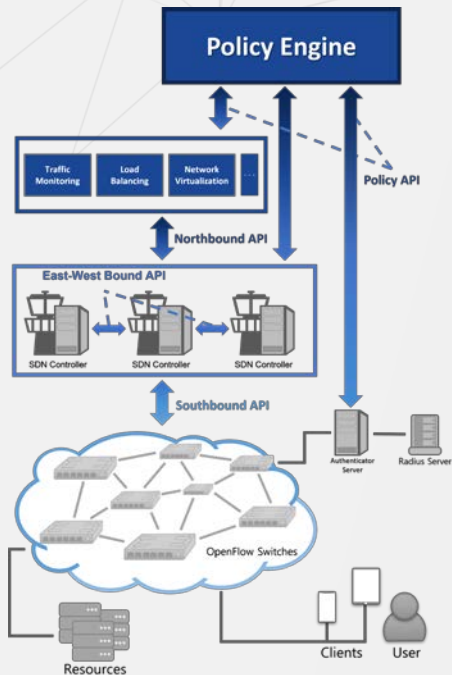 Policy Engine
Traffic
Monitoring
Load
Balancing
Network
Virtualization
...
Policy API
Northbound API
East-West Bound API
SDN Controller
SDN Controller
SDN Controller
Southbound API
Authenticator
Server
Radius Server
OpenFlow Switches
Resources
Clients
User